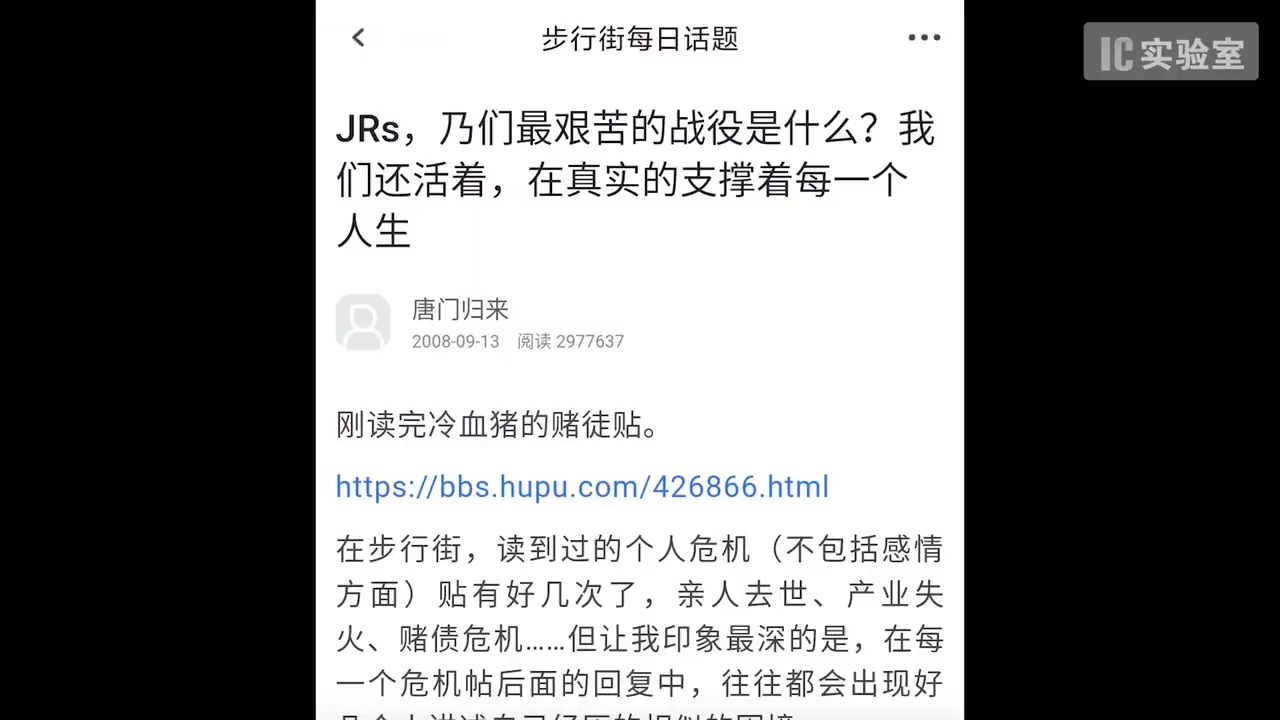 步行街每日话题
IC实验室
JRs，乃们最艰苦的战役是什么？我
们还活着，在真实的支撑着每一个
人生
唐门归来
2008-09-13 阅读 2977637
刚读完冷血猪的赌徒贴。
https://bbs.hupu.com/426866.html
在步行街，读到过的个人危机（不包括感情
方面）贴有好几次了，亲人去世、产业失
火、赌债危机……但让我印象最深的是，在每
一个危机帖后面的回复中，往往都会出现好